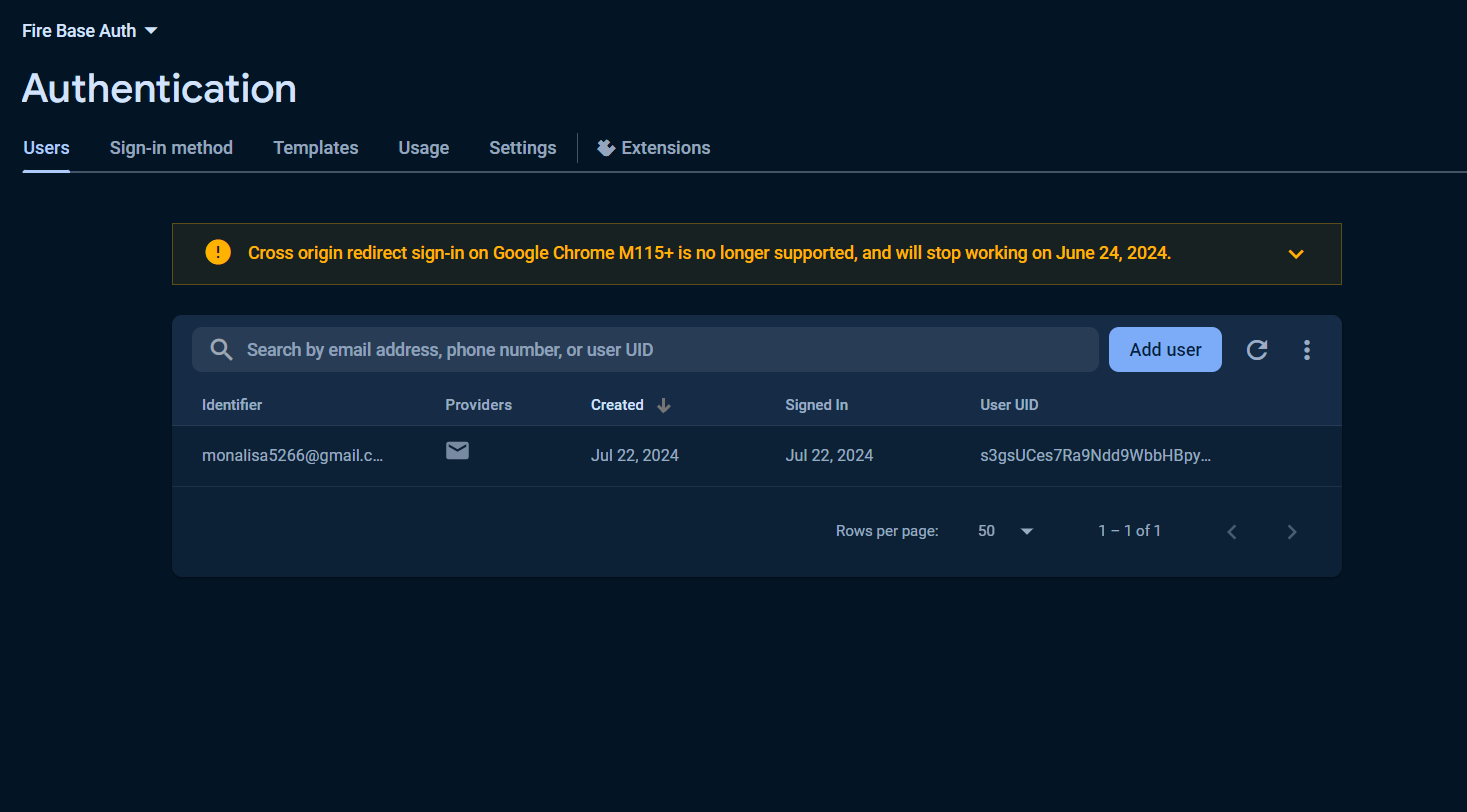 Fire Base Auth
Authentication
Users Sign-in method Templates Usage Settings Extensions
Cross origin redirect sign-in on Google Chrome M115+ is no longer supported, and will stop working on June 24, 2024.
Search by email address, phone number, or user UID Add user
Identifier Providers Created Signed In User UID
monalisa5266@gmail.c... Jul 22, 2024 Jul 22, 2024 s3gsUCes7Ra9Ndd9WbbHBpy...
Rows per page: 50 1 – 1 of 1